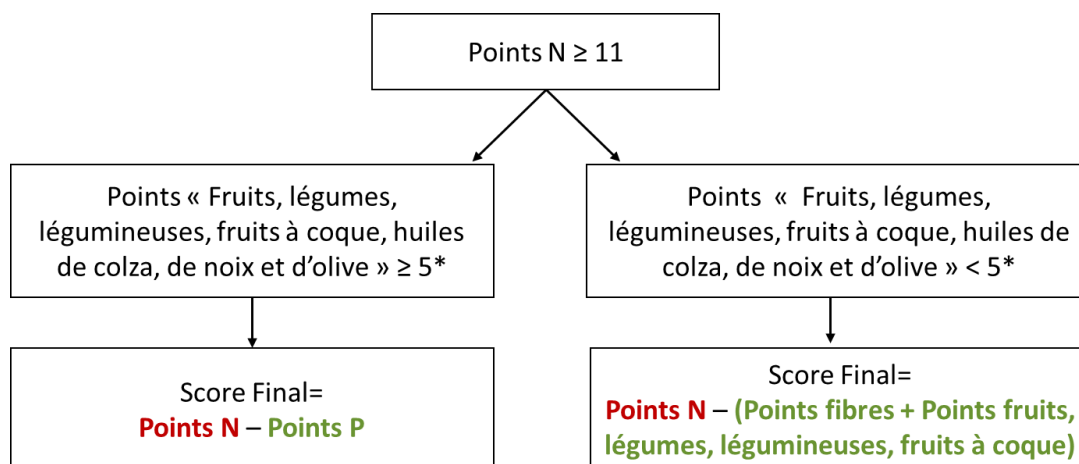 Points N ≥ 11
Points « Fruits, légumes,
légumineuses, fruits à coque, huiles
de colza, de noix et d’olive » ≥ 5*
Points « Fruits, légumes,
légumineuses, fruits à coque, huiles de
colza, de noix et d’olive » < 5*
Score Final=
Points N – Points P
Score Final=
Points N – (Points fibres + Points fruits,
légumes, légumineuses, fruits à coque)